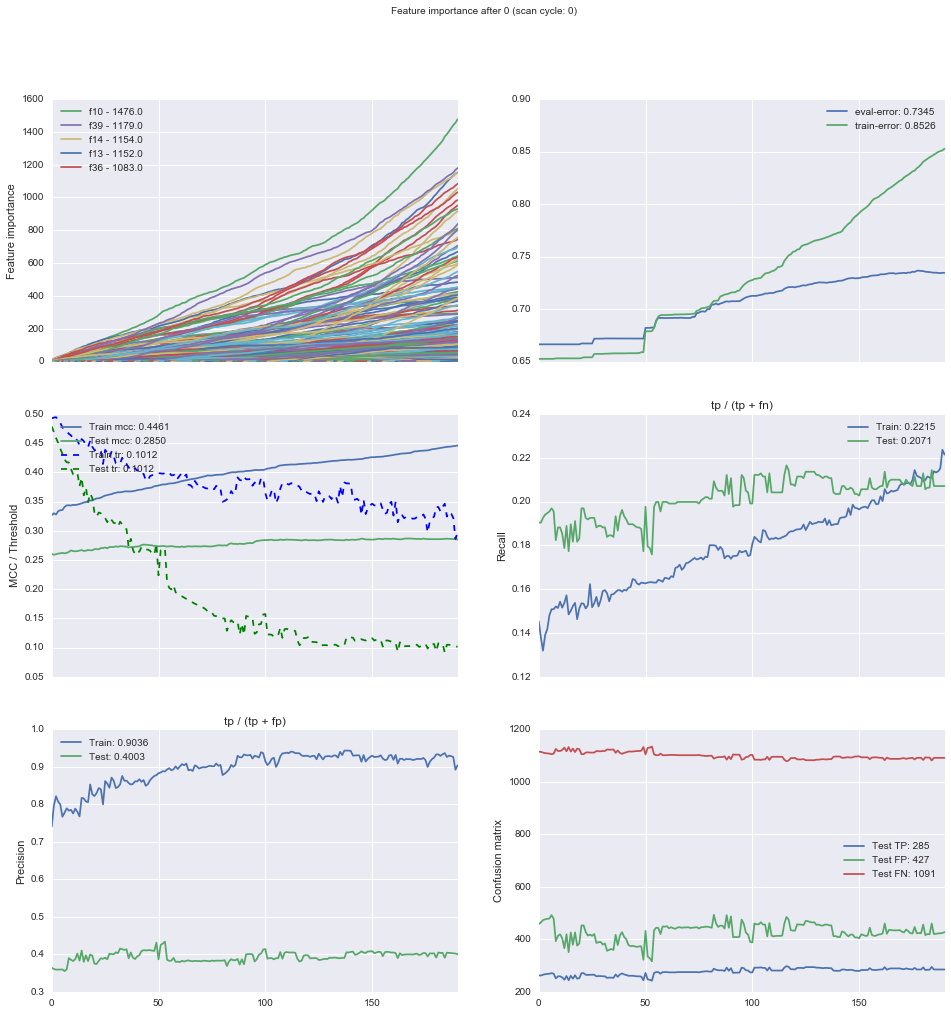 Feature importance after 0 (scan cycle: 0)
1600
1400
1200
1000
800
600
400
200
0
Feature importance
f10 - 1476.0
f39 - 1179.0
f14 - 1154.0
f13 - 1152.0
f36 - 1083.0
0.90
0.85
0.80
0.75
0.70
0.65
eval-error: 0.7345
train-error: 0.8526
0.50
0.45
0.40
0.35
0.30
0.25
0.20
0.15
0.10
0.05
MCC / Threshold
Train mcc: 0.4461
Test mcc: 0.2850
Train tr: 0.1012
Test tr: 0.1012
tp / (tp + fn)
0.24
0.22
0.20
0.18
0.16
0.14
0.12
Recall
Train: 0.2215
Test: 0.2071
tp / (tp + fp)
1.0
0.9
0.8
0.7
0.6
0.5
0.4
0.3
Precision
Train: 0.9036
Test: 0.4003
0 50 100 150
1200
1000
800
600
400
200
Confusion matrix
Test TP: 285
Test FP: 427
Test FN: 1091
0 50 100 150